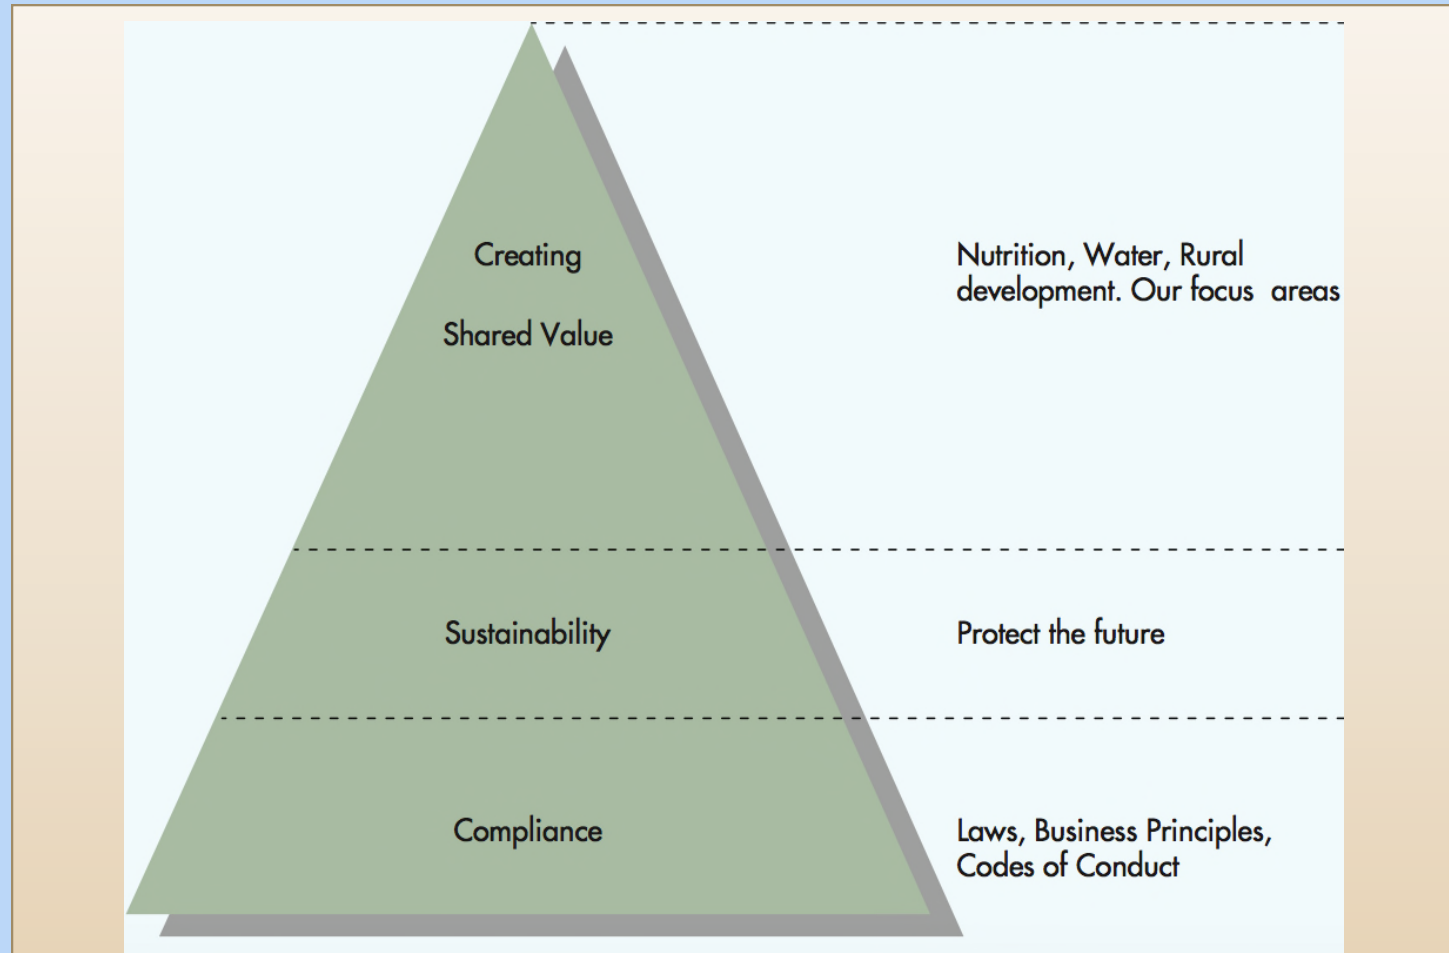 Creating
Shared Value
Nutrition, Water, Rural
development. Our focus areas
Sustainability
Protect the future
Compliance
Laws, Business Principles,
Codes of Conduct